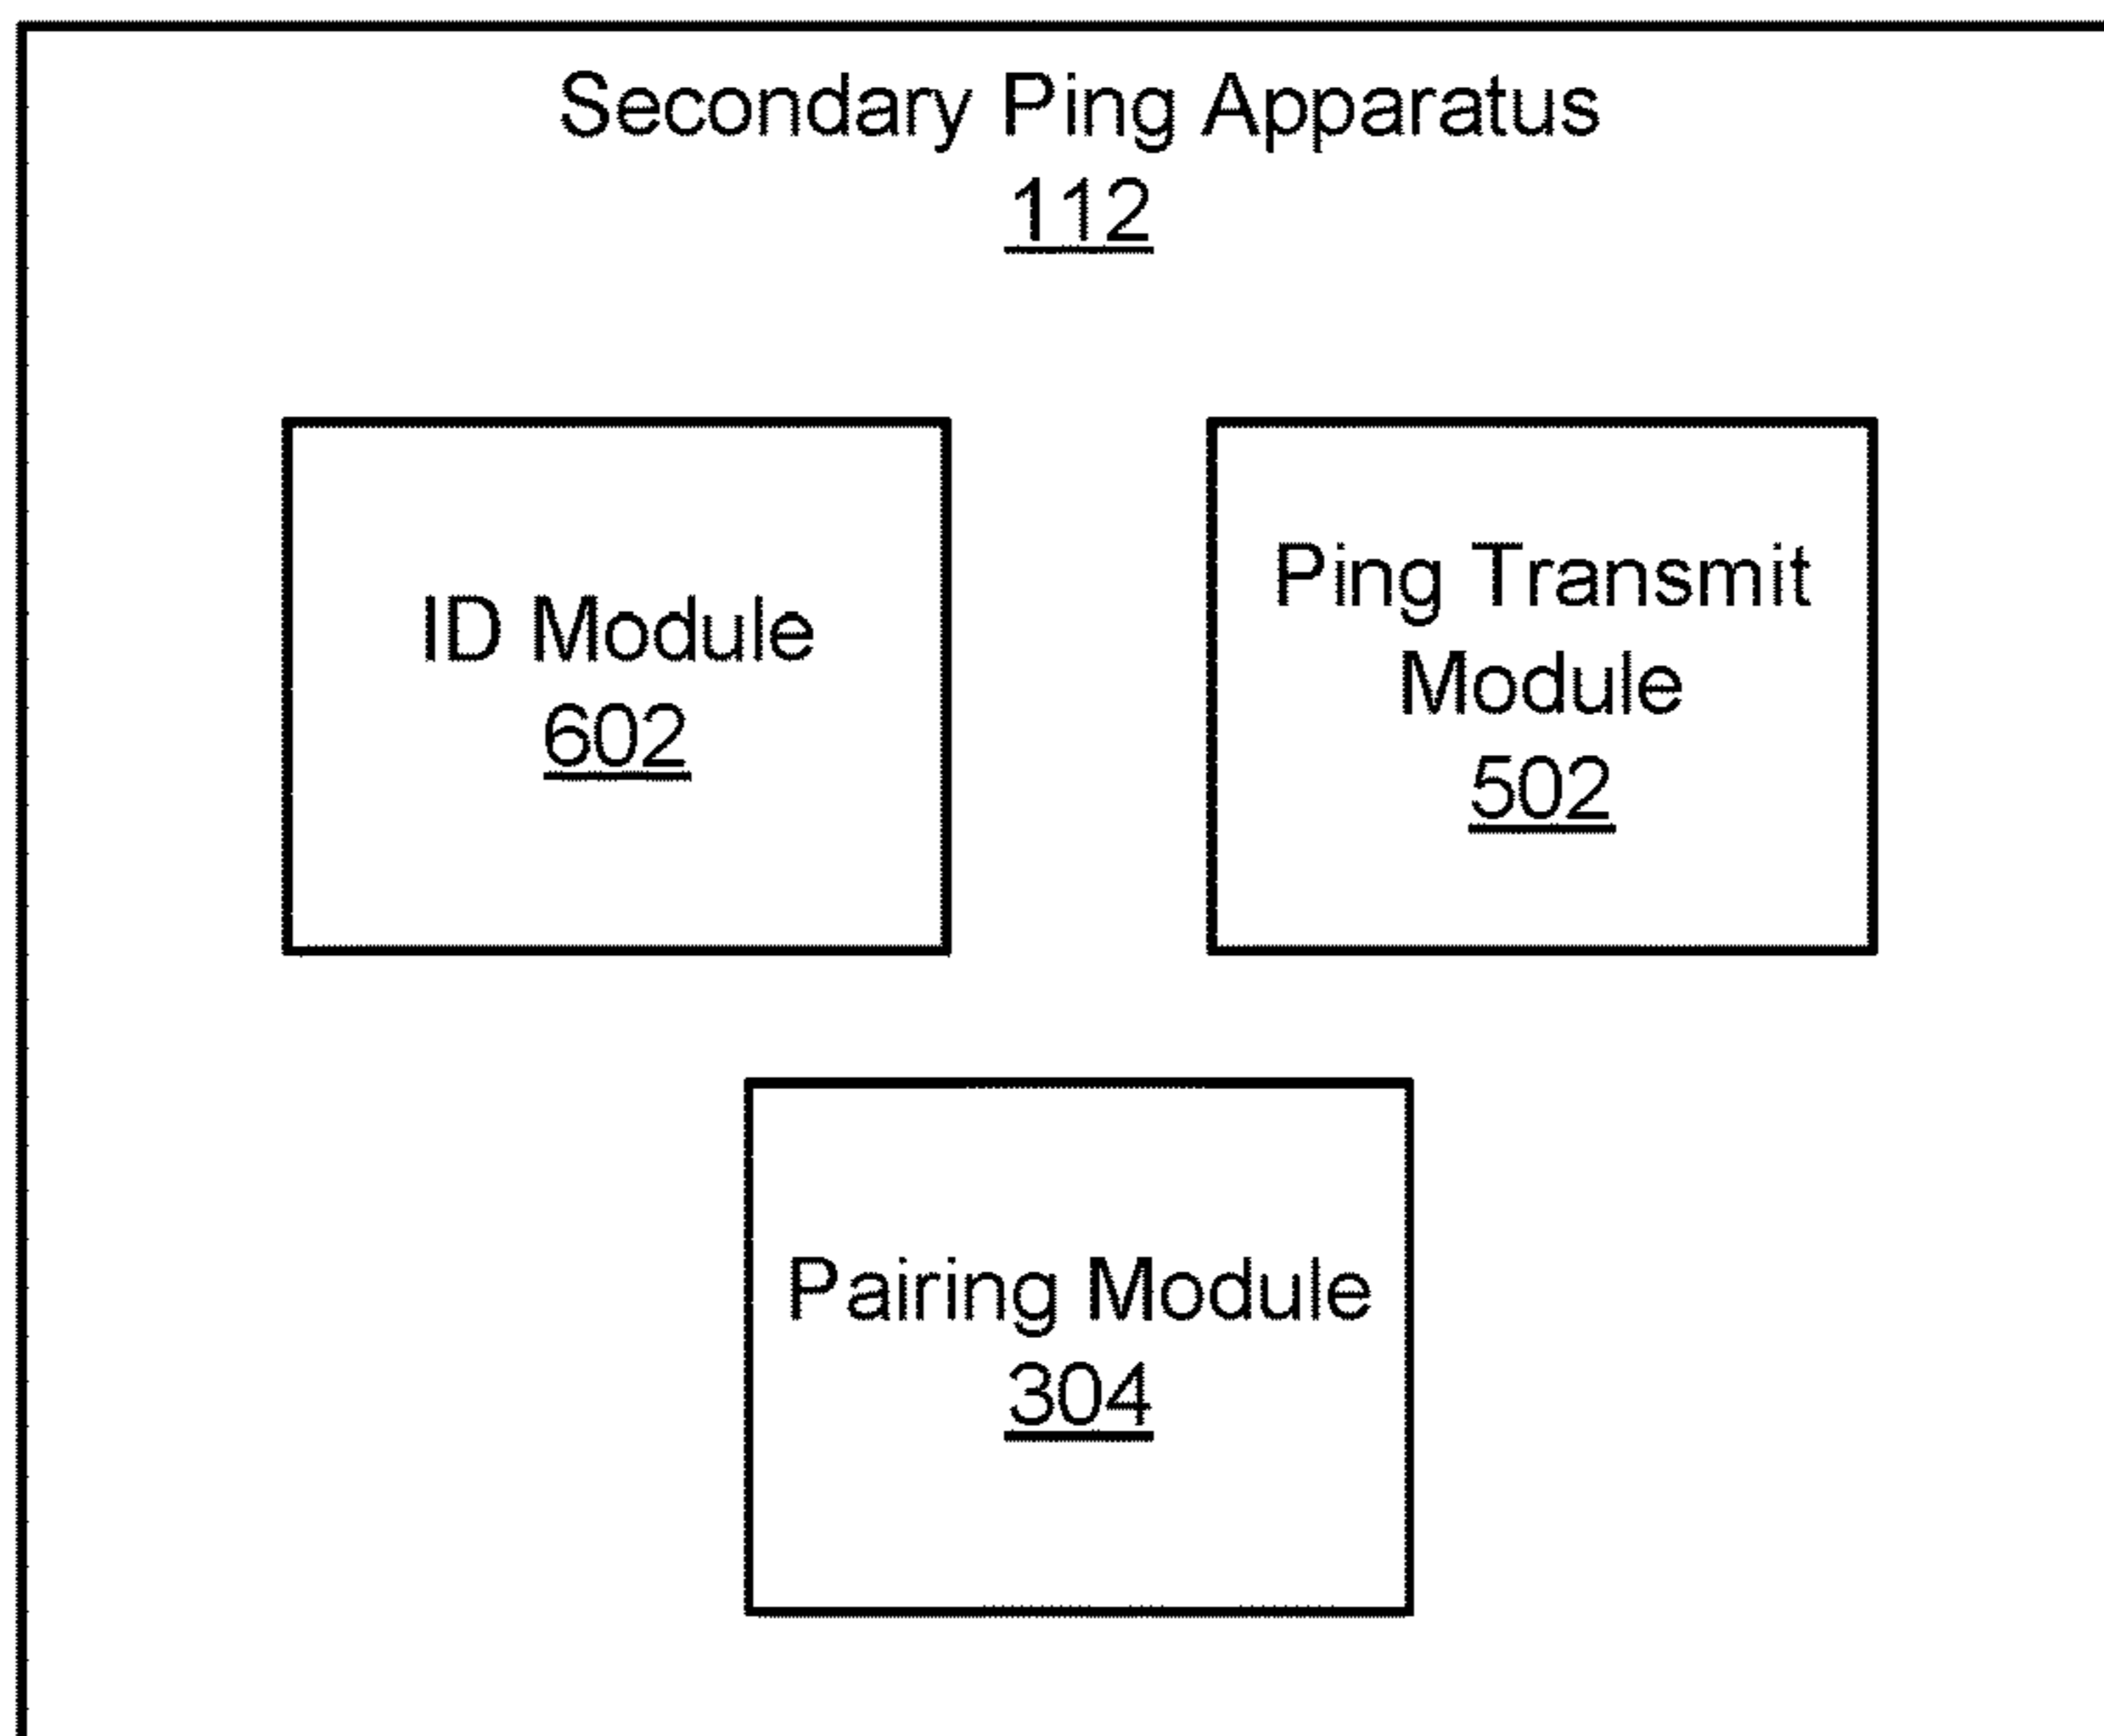 Secondary Ping Apparatus
112
ID Module
602
Ping Transmit
Module
502
Pairing Module
304